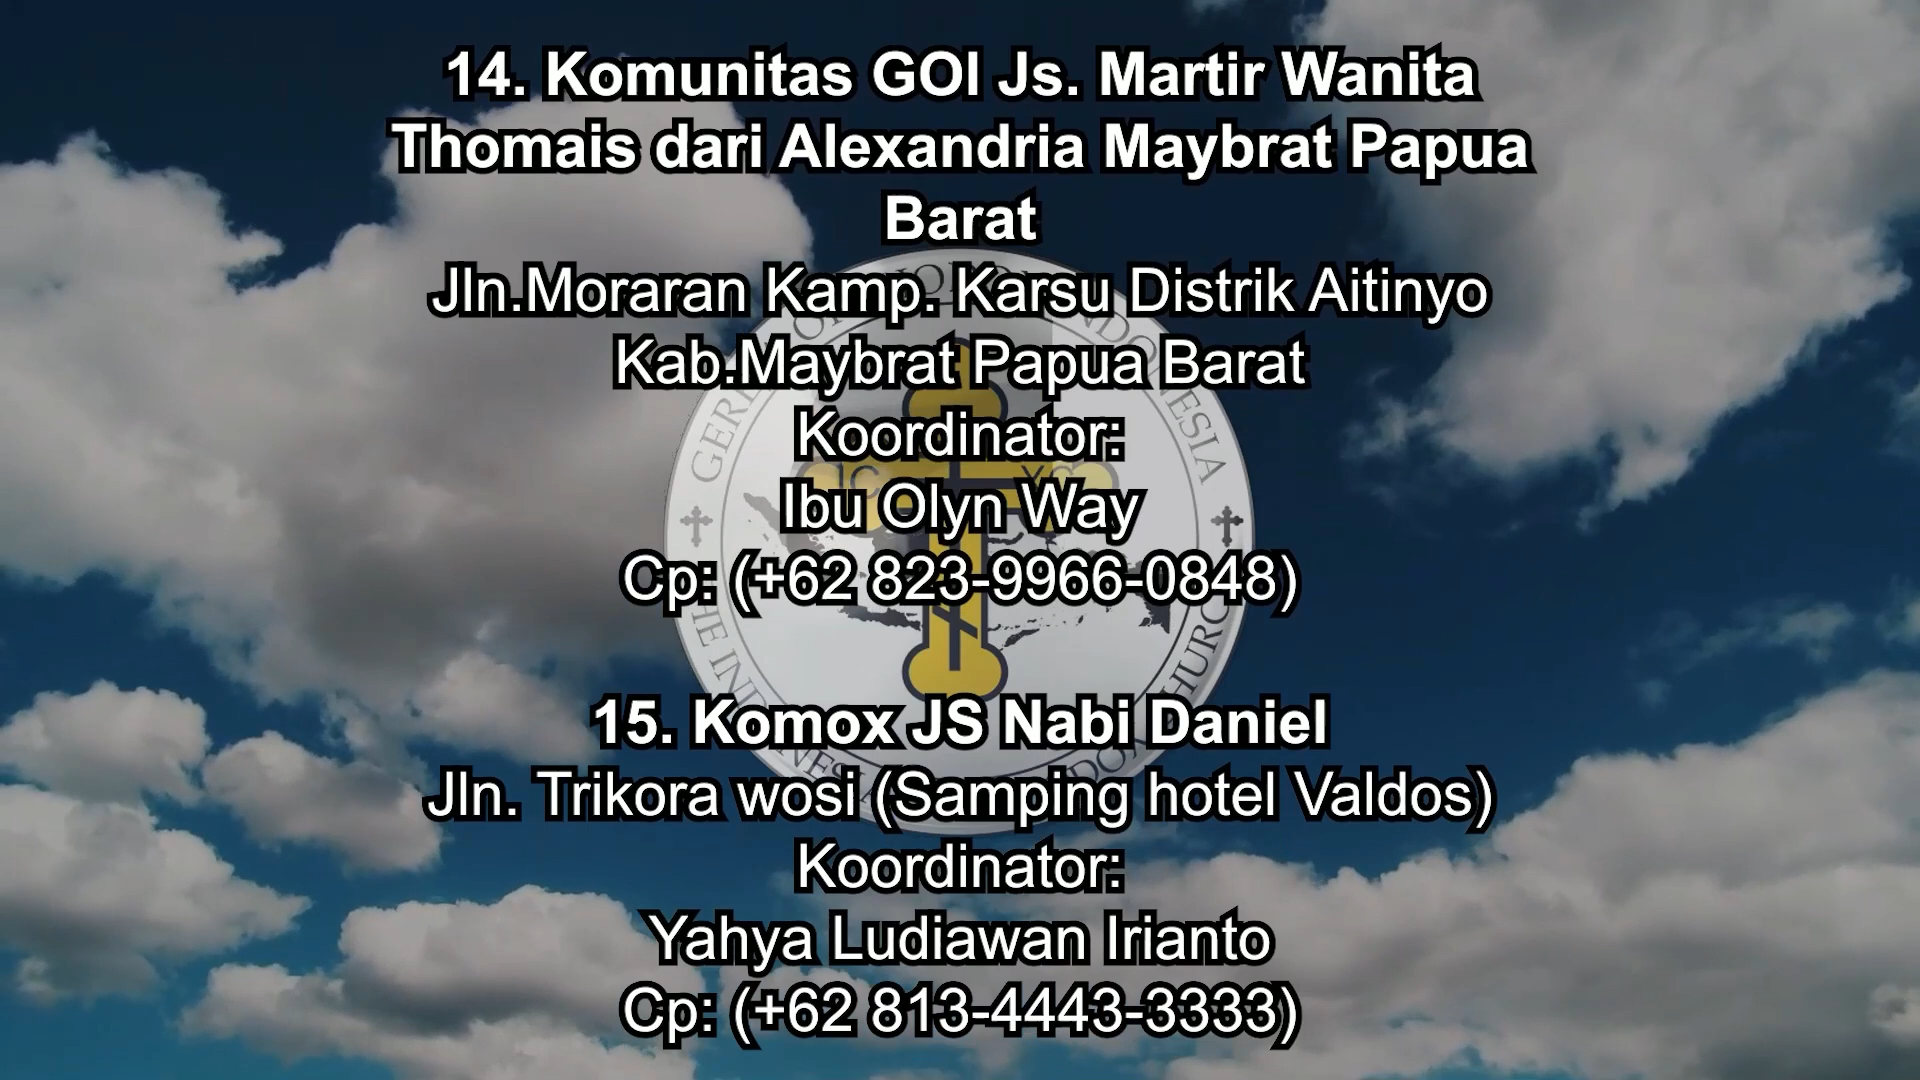 14. Komunitas GOI Js. Martir Wanita
Thomais dari Alexandria Maybrat Papua
Barat
Jln.Moraran Kamp. Karsu Distrik Aitinyo
Kab.Maybrat Papua Barat
Koordinator:
Ibu Olyn Way
Cp: (+62 823-9966-0848)
15. Komox JS Nabi Daniel
Jln. Trikora wosi (Samping hotel Valdos)
Koordinator:
Yahya Ludiawan Irianto
Cp: (+62 813-4443-3333)